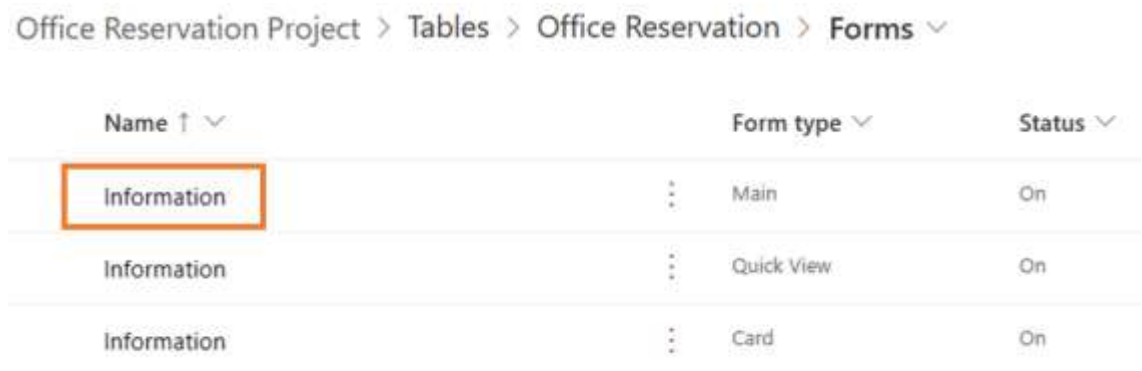 Office Reservation Project > Tables > Office Reservation > Forms
Name ↑ Form type Status
Information Main On
Information Quick View On
Information Card On